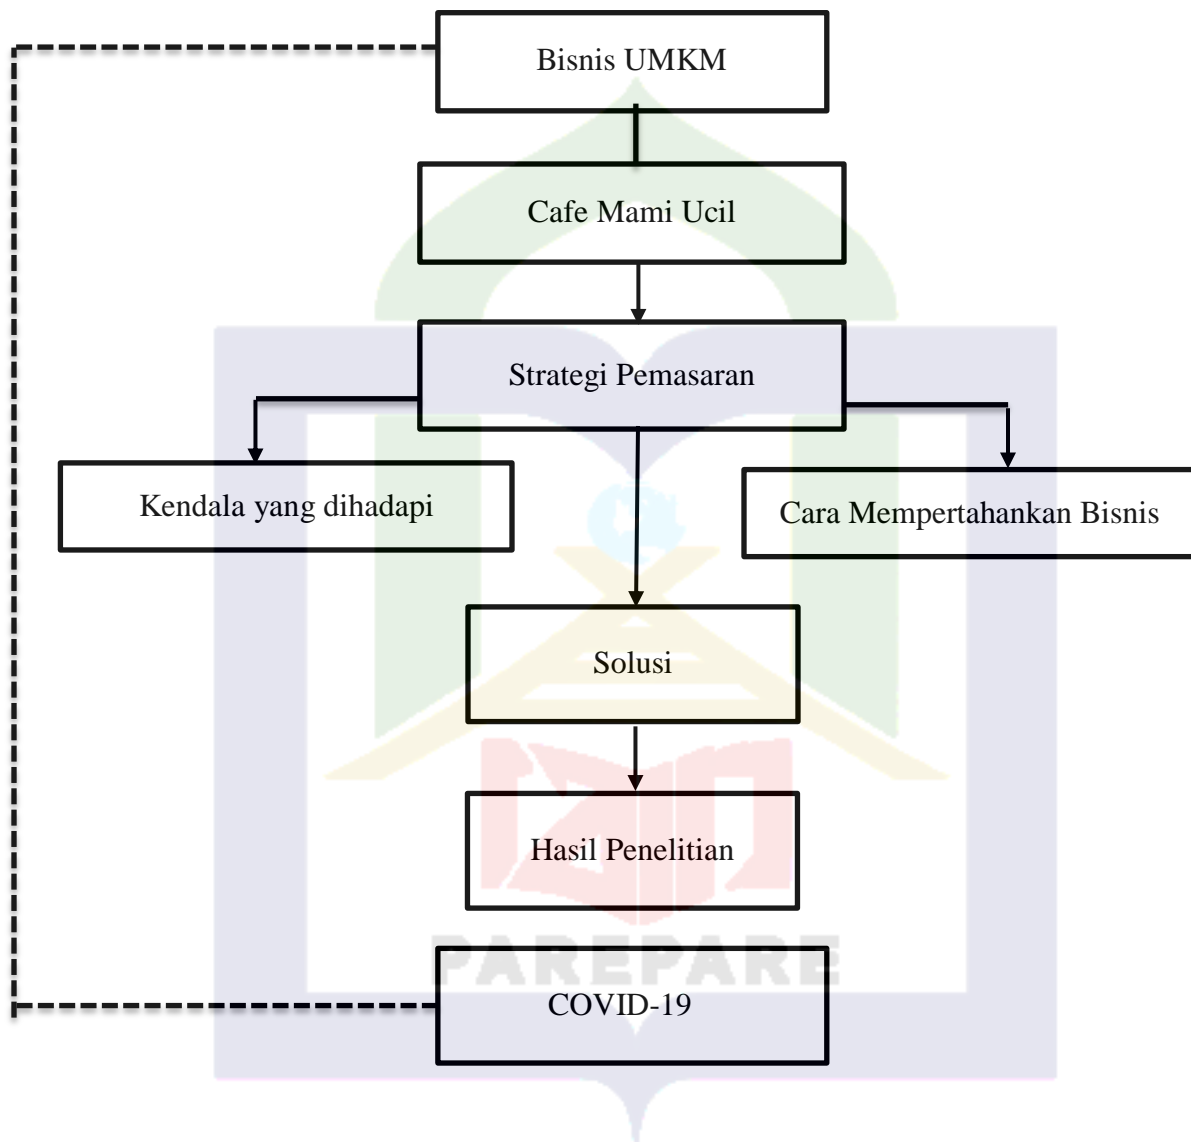 Bisnis UMKM
Cafe Mami Ucil
Strategi Pemasaran
Kendala yang dihadapi
Cara Mempertahankan Bisnis
Solusi
Hasil Penelitian
PAREPARE
COVID-19